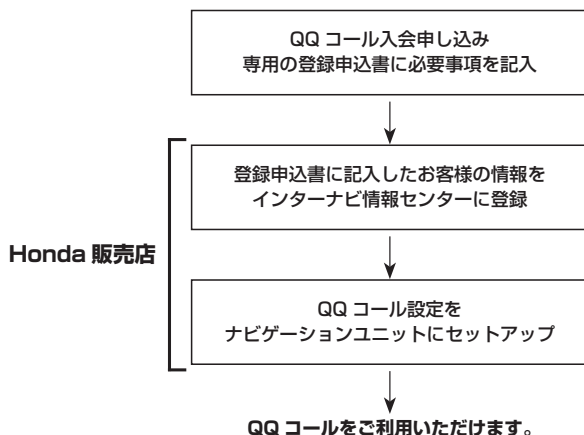 QQ コール入会申し込み
専用の登録申込書に必要事項を記入
登録申込書に記入したお客様の情報を
インターナビ情報センターに登録
Honda 販売店
QQ コール設定を
ナビゲーションユニットにセットアップ
QQ コールをご利用いただけます。